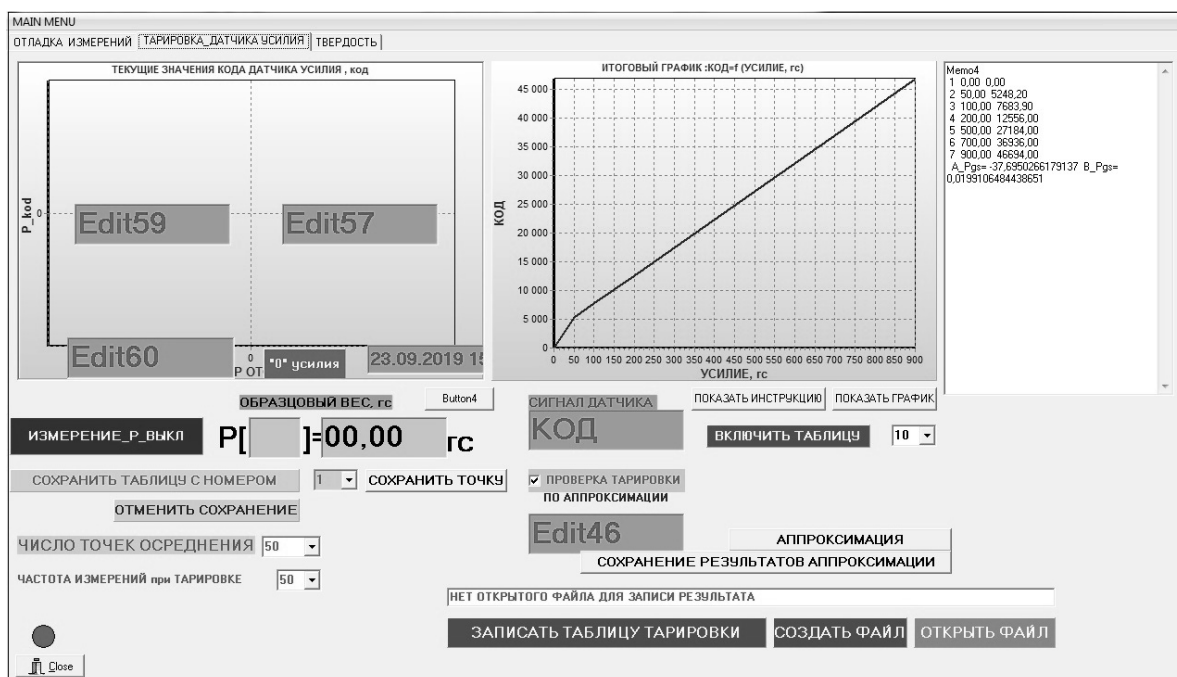 MAIN MENU
ОТЛАДКА ИЗМЕРЕНИЙ ТАРИРОВКА_ДАТЧИКА УСИЛИЯ ТВЕРДОСТЬ
ТЕКУЩИЕ ЗНАЧЕНИЯ КОДА ДАТЧИКА УСИЛИЯ , код
P_kod
0
Edit59
Edit57
Edit60
0
Р ОТ
"0" усилия
23.09.2019 15
ИТОГОВЫЙ ГРАФИК :КОД=f (УСИЛИЕ, гс)
КОД
45 000
40 000
35 000
30 000
25 000
20 000
15 000
10 000
5 000
0
0 50 100 150 200 250 300 350 400 450 500 550 600 650 700 750 800 850 900
УСИЛИЕ, гс
Memo4
1 0,00 0,00
2 50,00 5248,20
3 100,00 7683,90
4 200,00 12556,00
5 500,00 27184,00
6 700,00 36936,00
7 900,00 46694,00
A_Pgs= -37,6950266179137 B_Pgs=
0,0199106484438651
ОБРАЗЦОВЫЙ ВЕС, гс
Button4
СИГНАЛ ДАТЧИКА
ПОКАЗАТЬ ИНСТРУКЦИЮ
ПОКАЗАТЬ ГРАФИК
ИЗМЕРЕНИЕ_Р_ВЫКЛ
P[ ]=00,00 гс
КОД
ВКЛЮЧИТЬ ТАБЛИЦУ
10
СОХРАНИТЬ ТАБЛИЦУ С НОМЕРОМ
1
СОХРАНИТЬ ТОЧКУ
ПРОВЕРКА ТАРИРОВКИ
ПО АППРОКСИМАЦИИ
ОТМЕНИТЬ СОХРАНЕНИЕ
Edit46
АППРОКСИМАЦИЯ
ЧИСЛО ТОЧЕК ОСРЕДНЕНИЯ
50
СОХРАНЕНИЕ РЕЗУЛЬТАТОВ АППРОКСИМАЦИИ
ЧАСТОТА ИЗМЕРЕНИЙ при ТАРИРОВКЕ
50
НЕТ ОТКРЫТОГО ФАЙЛА ДЛЯ ЗАПИСИ РЕЗУЛЬТАТА
ЗАПИСАТЬ ТАБЛИЦУ ТАРИРОВКИ
СОЗДАТЬ ФАЙЛ
ОТКРЫТЬ ФАЙЛ
Close